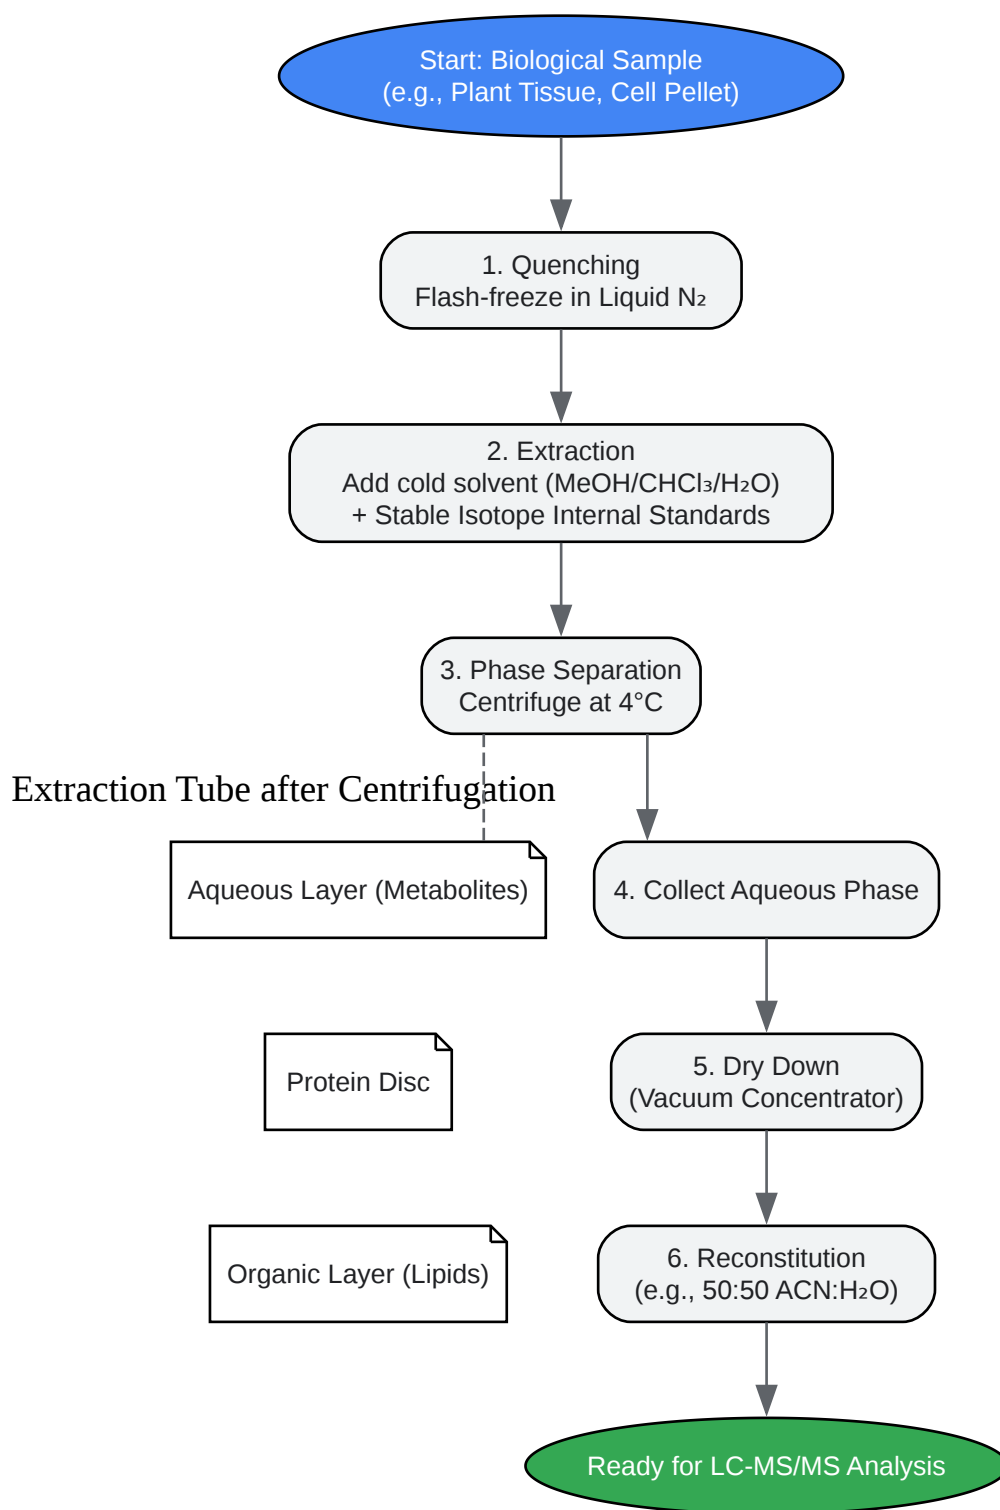 Start: Biological Sample
(e.g., Plant Tissue, Cell Pellet)
1. Quenching
Flash-freeze in Liquid N₂
2. Extraction
Add cold solvent (MeOH/CHCl₃/H₂O)
+ Stable Isotope Internal Standards
3. Phase Separation
Centrifuge at 4°C
Extraction Tube after Centrifugation
Aqueous Layer (Metabolites)
4. Collect Aqueous Phase
Protein Disc
5. Dry Down
(Vacuum Concentrator)
Organic Layer (Lipids)
6. Reconstitution
(e.g., 50:50 ACN:H₂O)
Ready for LC-MS/MS Analysis